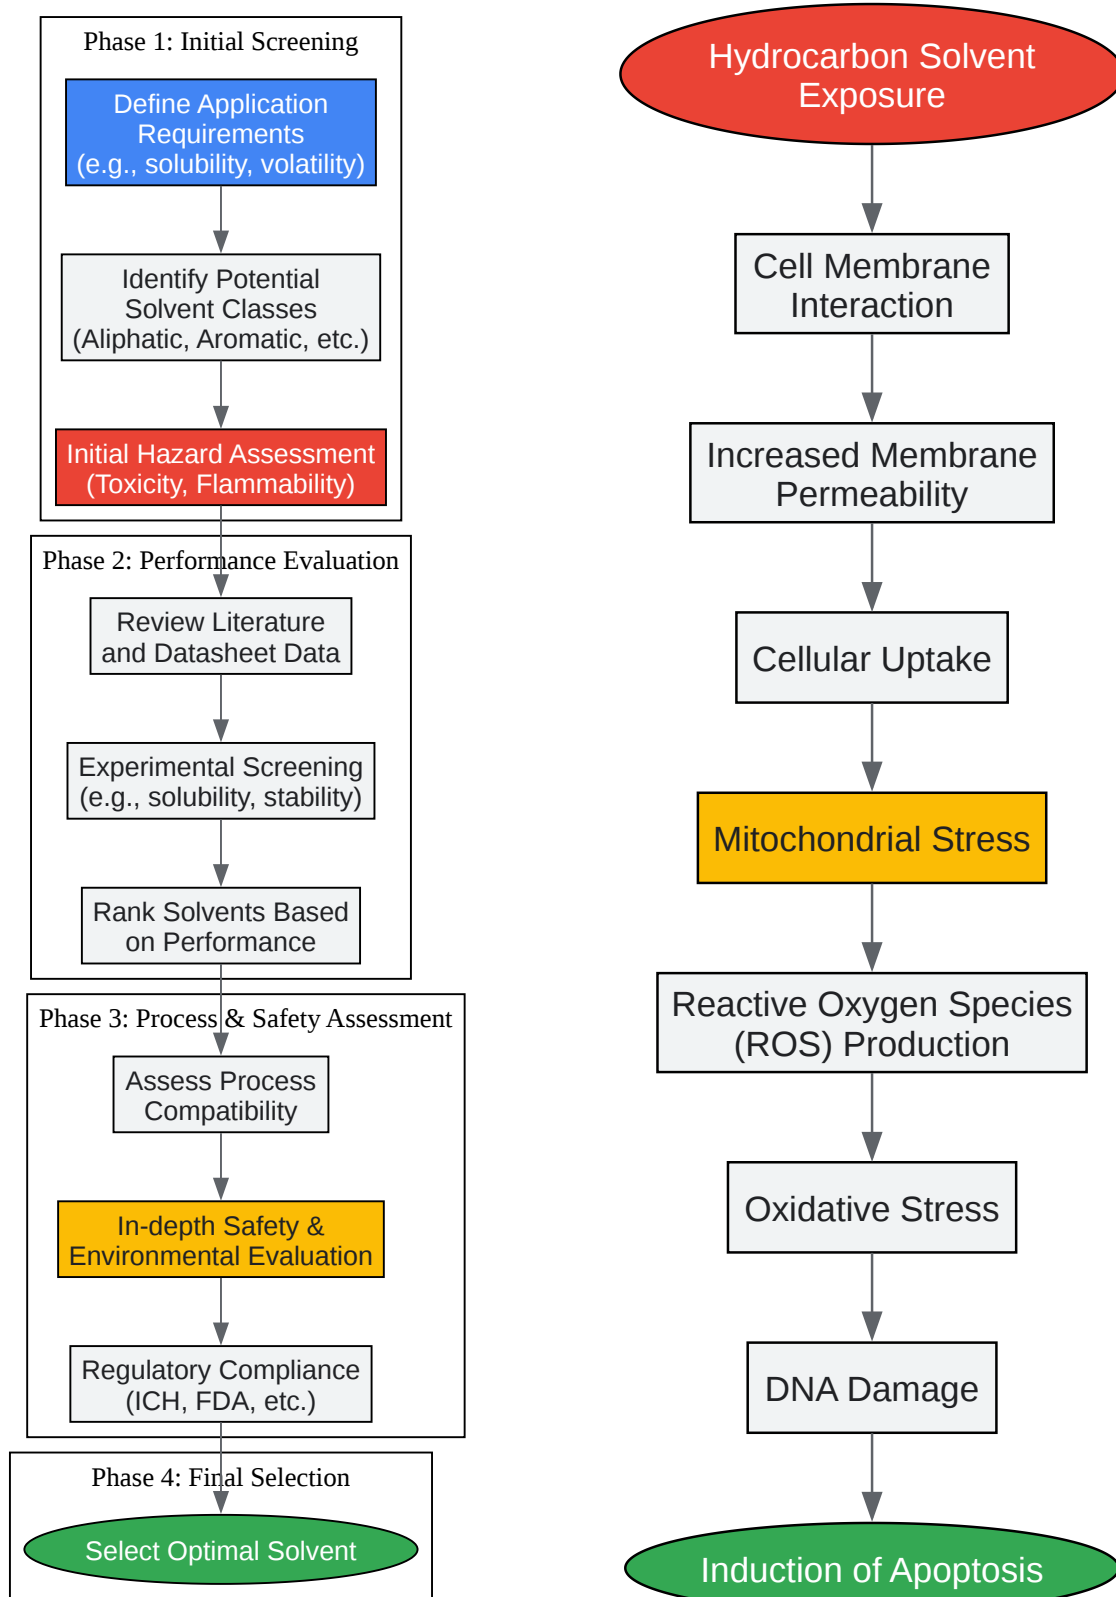 Phase 1: Initial Screening
Define Application
Requirements
(e.g., solubility, volatility)
Identify Potential
Solvent Classes
(Aliphatic, Aromatic, etc.)
Initial Hazard Assessment
(Toxicity, Flammability)
Phase 2: Performance Evaluation
Review Literature
and Datasheet Data
Experimental Screening
(e.g., solubility, stability)
Rank Solvents Based
on Performance
Phase 3: Process & Safety Assessment
Assess Process
Compatibility
In-depth Safety &
Environmental Evaluation
Regulatory Compliance
(ICH, FDA, etc.)
Phase 4: Final Selection
Select Optimal Solvent
Hydrocarbon Solvent
Exposure
Cell Membrane
Interaction
Increased Membrane
Permeability
Cellular Uptake
Mitochondrial Stress
Reactive Oxygen Species
(ROS) Production
Oxidative Stress
DNA Damage
Induction of Apoptosis